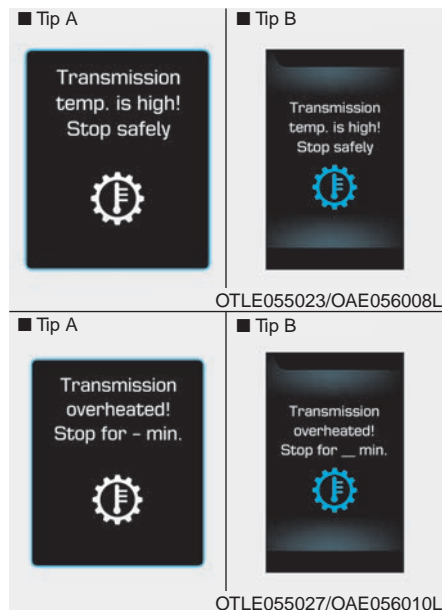 ■ Tip A
■ Tip B
Transmission
temp. is high!
Stop safely
Transmission
temp. is high!
Stop safely
OTLE055023/OAE056008L
■ Tip A
■ Tip B
Transmission
overheated!
Stop for - min.
Transmission
overheated!
Stop for __ min.
OTLE055027/OAE056010L